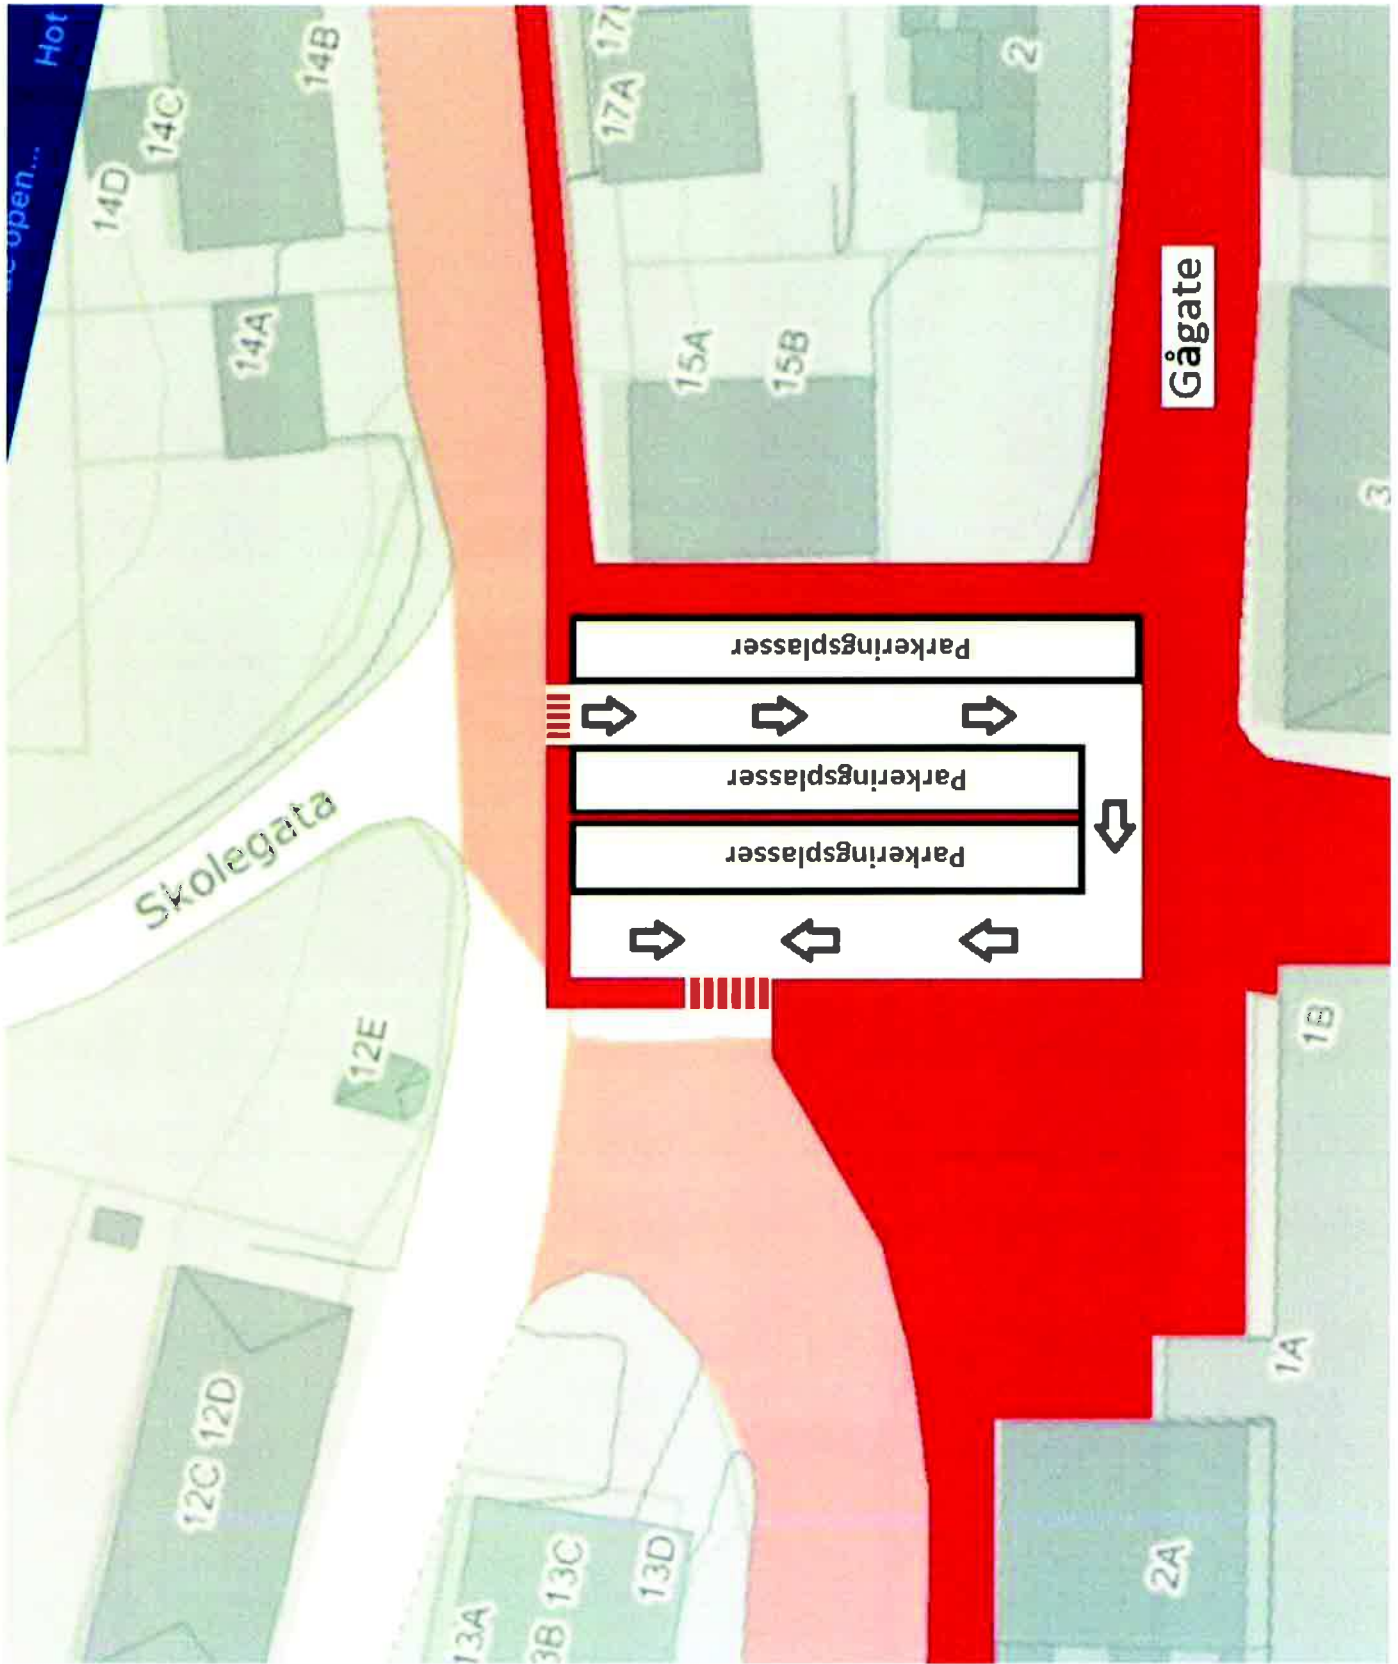 Hot
open...
14B
14C
14D
14A
17A
2
15A
15B
Gågate
3
Parkeringsplasser
Parkeringsplasser
Parkeringsplasser
Skolegata
12E
1B
1A
12C 12D
13A
13C
13D
2A